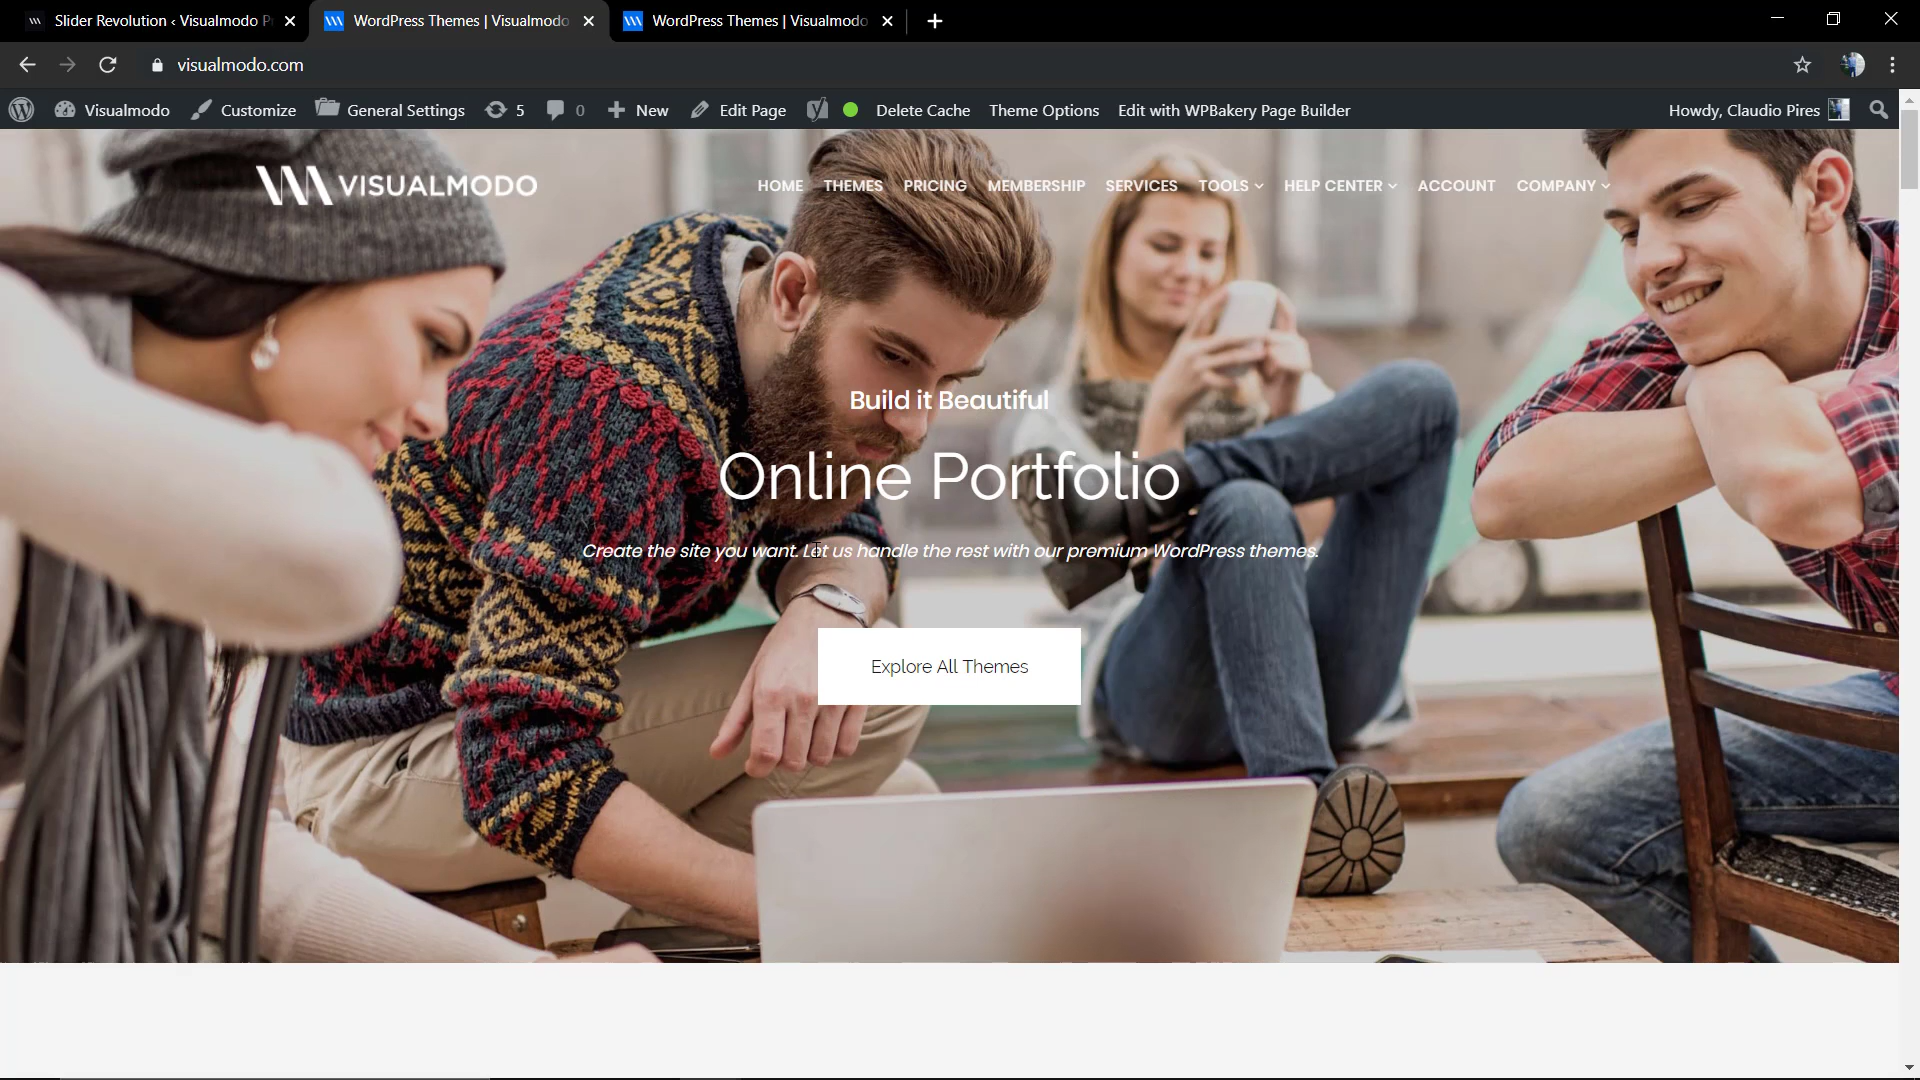 Slider Revolution ‹ Visualmodo P
WordPress Themes | Visualmodo
WordPress Themes | Visualmodo
visualmodo.com
Visualmodo
Customize
General Settings
5
0
New
Edit Page
Delete Cache
Theme Options
Edit with WPBakery Page Builder
Howdy, Claudio Pires
VISUALMODO
HOME
THEMES
PRICING
MEMBERSHIP
SERVICES
TOOLS
HELP CENTER
ACCOUNT
COMPANY
Build it Beautiful
Online Portfolio
Create the site you want. Let us handle the rest with our premium WordPress themes.
Explore All Themes